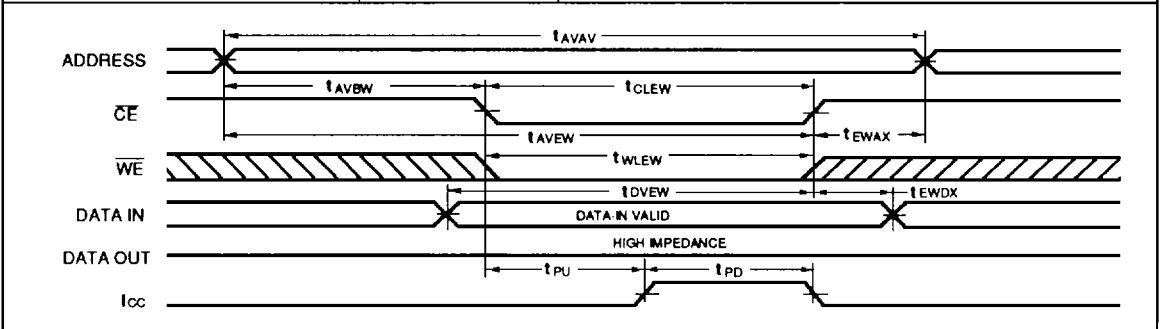 tAVAV
ADDRESS
tAVBW
tCLEW
CE
tAVEW
tEWAX
tWLEW
WE
tDVEW
tEWDX
DATA IN
DATA-IN VALID
HIGH IMPEDANCE
DATA OUT
tPU
tPD
Icc